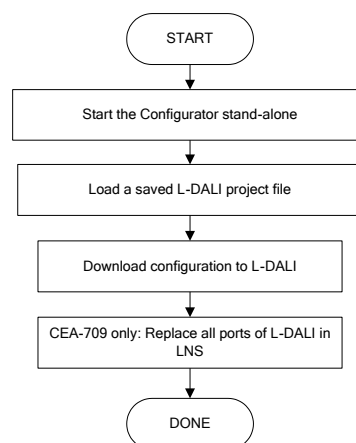 START
Start the Configurator stand-alone
Load a saved L-DALI project file
Download configuration to L-DALI
CEA-709 only: Replace all ports of L-DALI in
LNS
DONE